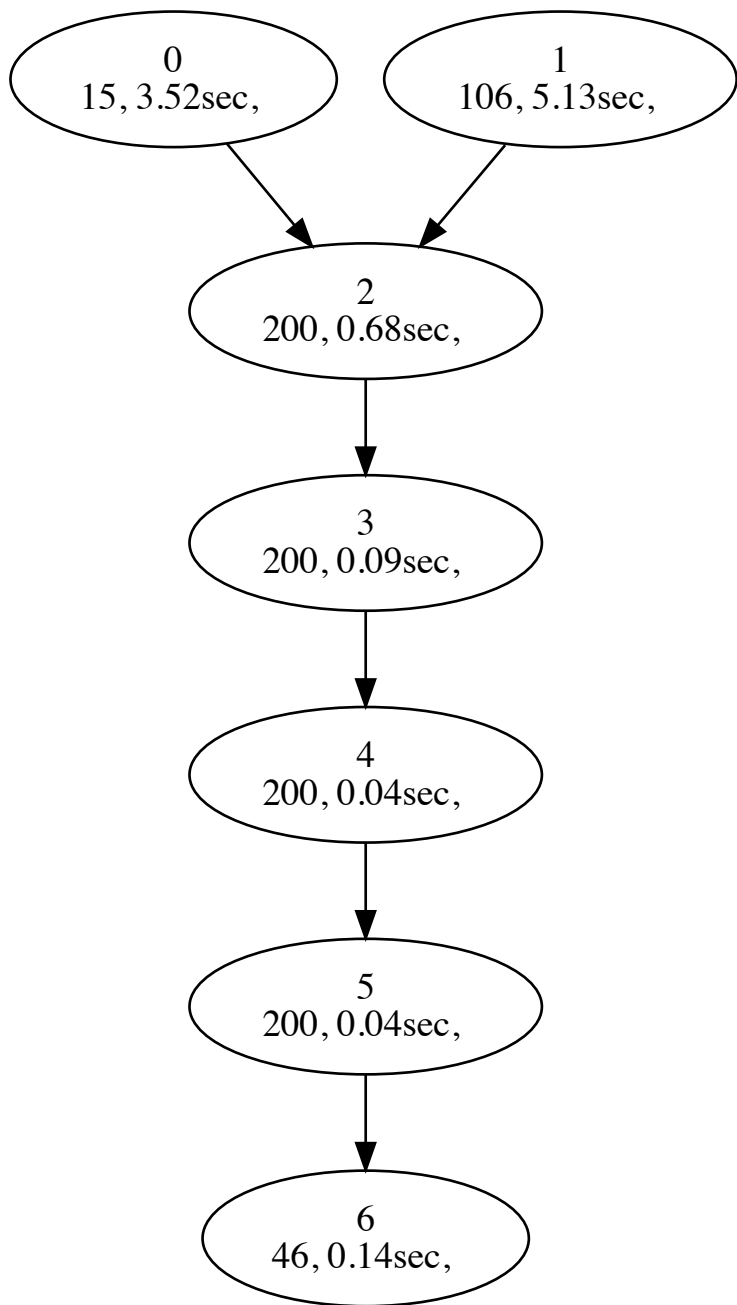 0
15, 3.52sec,
1
106, 5.13sec,
2
200, 0.68sec,
3
200, 0.09sec,
4
200, 0.04sec,
5
200, 0.04sec,
6
46, 0.14sec,